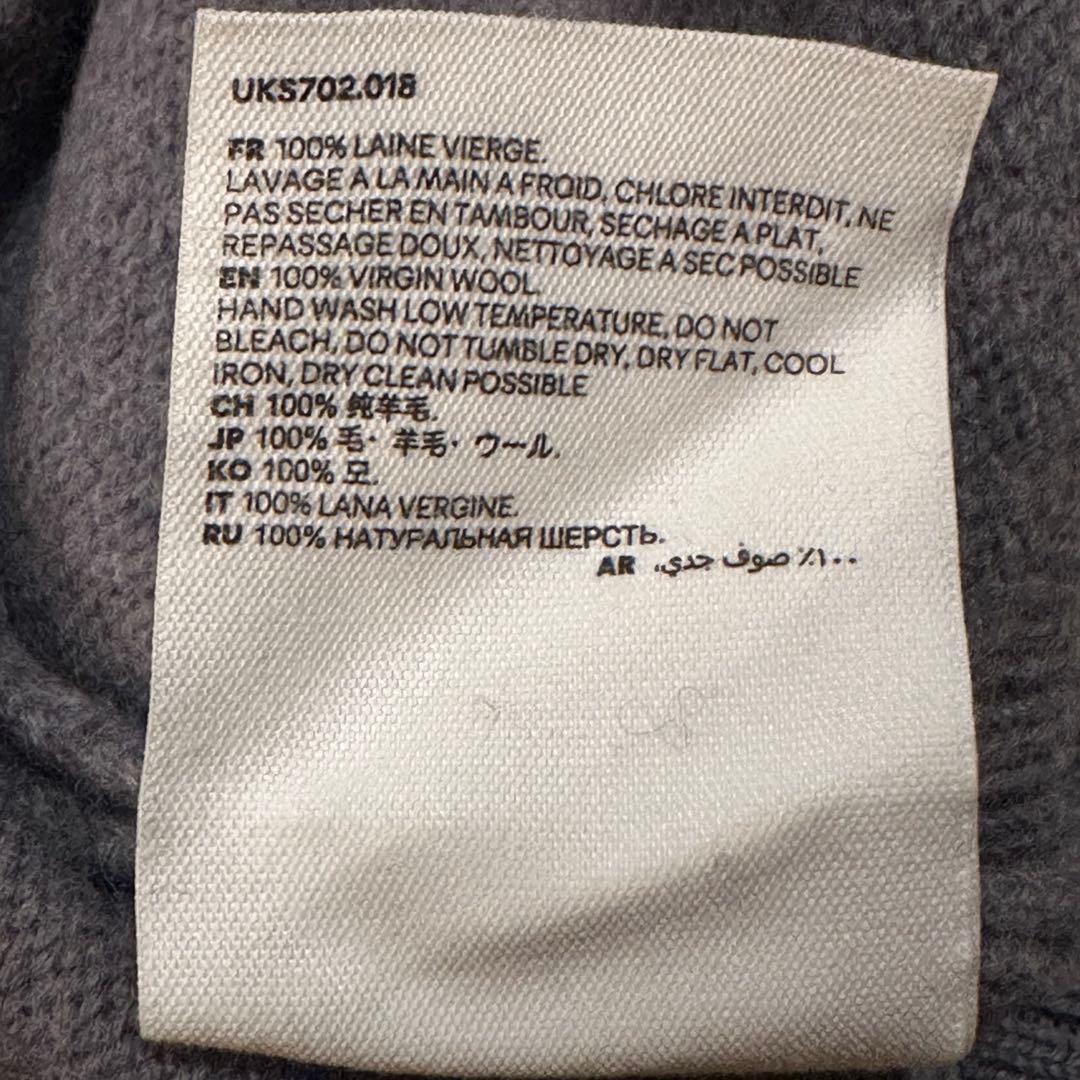 UKS702.018
FR 100% LAINE VIERGE.
LAVAGE A LA MAIN A FROID, CHLORE INTERDIT, NE
PAS SECHER EN TAMBOUR, SECHAGE A PLAT,
REPASSAGE DOUX, NETTOYAGE A SEC POSSIBLE
EN 100% VIRGIN WOOL.
HAND WASH LOW TEMPERATURE, DO NOT
BLEACH, DO NOT TUMBLE DRY, DRY FLAT, COOL
IRON, DRY CLEAN POSSIBLE
CH 100% 纯羊毛.
JP 100% 毛· 羊毛· ウール.
KO 100% 모.
IT 100% LANA VERGINE.
RU 100% НАТУРАЛЬНАЯ ШЕРСТЬ.
AR ١٠٠٪ صوف جدي،.